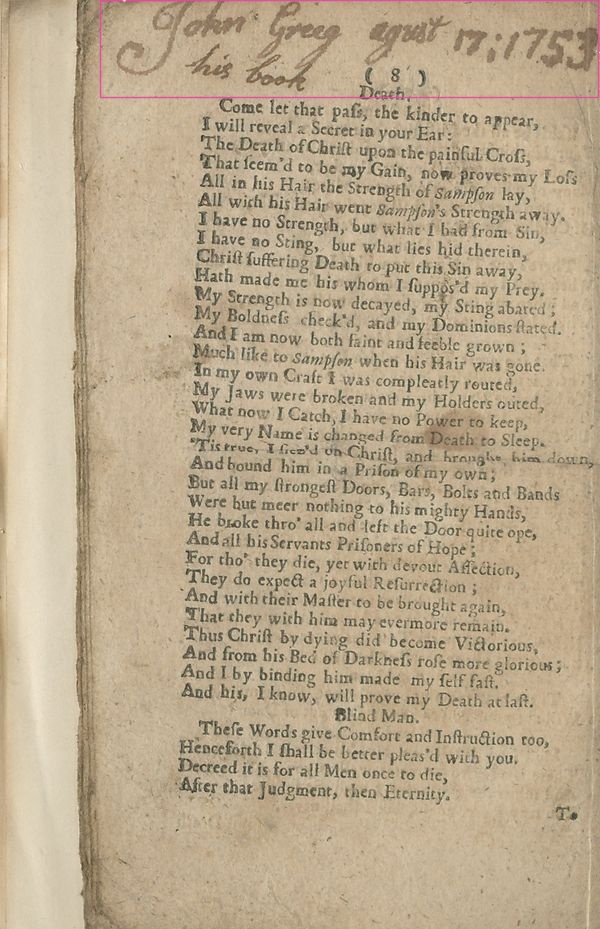 John Greig agust 17:1753
his book
( 8 )
Death.
Come let that paſs, the kinder to appear,
I will reveal a Secret in your Ear:
The Death of Chriſt upon the painful Croſs,
That ſeem'd to be my Gain, now proves my Loſs
All in his Hair the Strength of Sampſon lay,
All with his Hair went Sampſon's Strength away.
I have no Strength, but what I had from Sin,
I have no Sting, but what lies hid therein,
Chriſt ſuffering Death to put this Sin away,
Hath made me his whom I ſuppos'd my Prey.
My Strength is now decayed, my Sting abated;
My Boldneſs check'd, and my Dominions ſtated.
And I am now both faint and feeble grown;
Much like to Sampſon when his Hair was gone.
In my own Craft I was compleatly routed,
My Jaws were broken and my Holders outed,
What now I Catch, I have no Power to keep,
My very Name is changed from Death to Sleep.
'Tis true, I ſeiz'd on Chriſt, and brought him down,
And bound him in a Priſon of my own;
But all my ſtrongeſt Doors, Bars, Bolts and Bands
Were but meer nothing to his mighty Hands,
He broke thro' all and left the Door quite ope,
And all his Servants Priſoners of Hope;
For tho' they die, yet with devout Affection,
They do expect a joyful Reſurrection;
And with their Maſter to be brought again,
That they with him may evermore remain.
Thus Chriſt by dying did become Victorious,
And from his Bed of Darkneſs roſe more glorious;
And I by binding him made my ſelf faſt.
And his, I know, will prove my Death at laſt.
Blind Man.
Theſe Words give Comfort and Inſtruction too,
Henceforth I ſhall be better pleas'd with you.
Decreed it is for all Men once to die,
After that Judgment, then Eternity.
T.